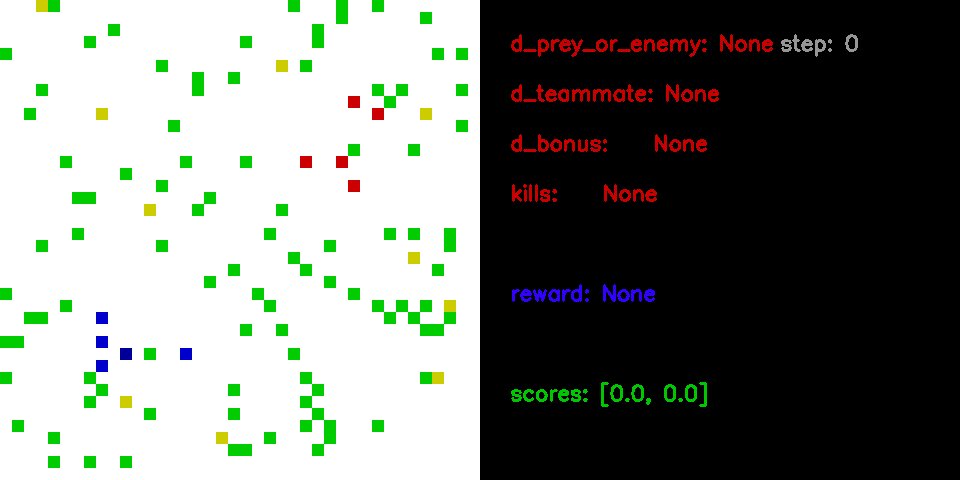 d_prey_or_enemy: None step: 0
d_teammate: None
d_bonus: None
kills: None
reward: None
scores: [0.0, 0.0]